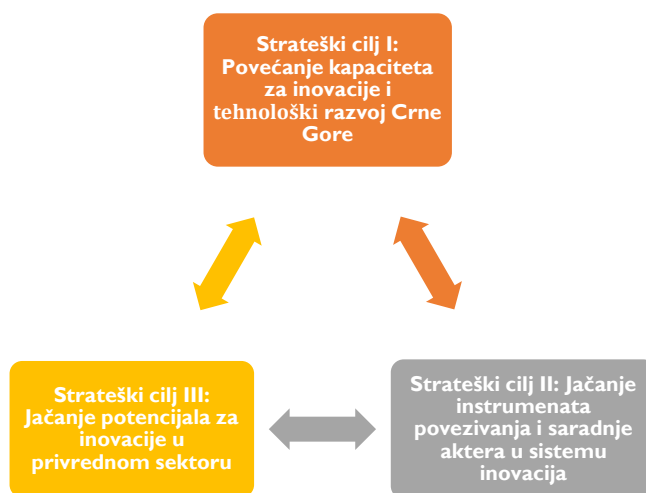 Strateški cilj I:
Povećanje kapaciteta
za inovacije i
tehnološki razvoj Crne
Gore
Strateški cilj III:
Jačanje potencijala za
inovacije u
privrednom sektoru
Strateški cilj II: Jačanje
instrumenata
povezivanja i saradnje
aktera u sistemu
inovacija